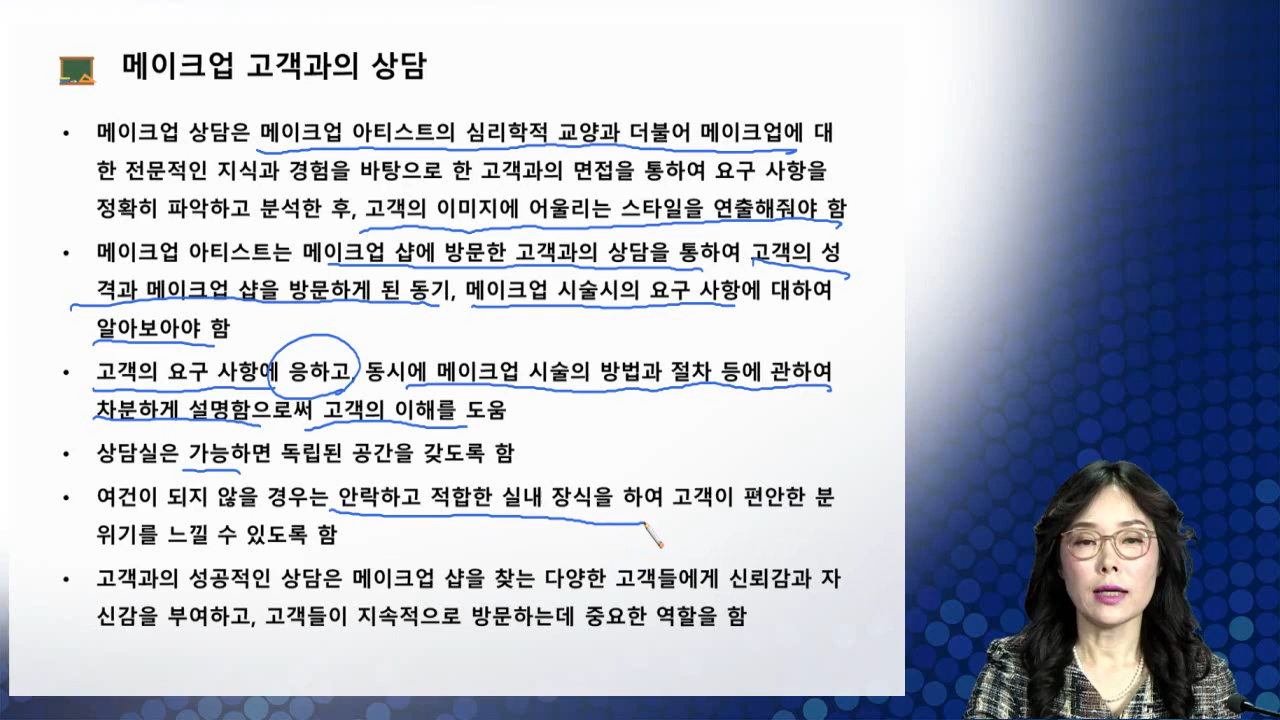 메이크업 고객과의 상담
• 메이크업 상담은 메이크업 아티스트의 심리학적 교양과 더불어 메이크업에 대
한 전문적인 지식과 경험을 바탕으로 한 고객과의 면접을 통하여 요구 사항을
정확히 파악하고 분석한 후, 고객의 이미지에 어울리는 스타일을 연출해줘야 함
• 메이크업 아티스트는 메이크업 샵에 방문한 고객과의 상담을 통하여 고객의 성
격과 메이크업 샵을 방문하게 된 동기, 메이크업 시술시의 요구 사항에 대하여
알아보아야 함
• 고객의 요구 사항에 응하고, 동시에 메이크업 시술의 방법과 절차 등에 관하여
차분하게 설명함으로써 고객의 이해를 도움
• 상담실은 가능하면 독립된 공간을 갖도록 함
• 여건이 되지 않을 경우는 안락하고 적합한 실내 장식을 하여 고객이 편안한 분
위기를 느낄 수 있도록 함
• 고객과의 성공적인 상담은 메이크업 샵을 찾는 다양한 고객들에게 신뢰감과 자
신감을 부여하고, 고객들이 지속적으로 방문하는데 중요한 역할을 함